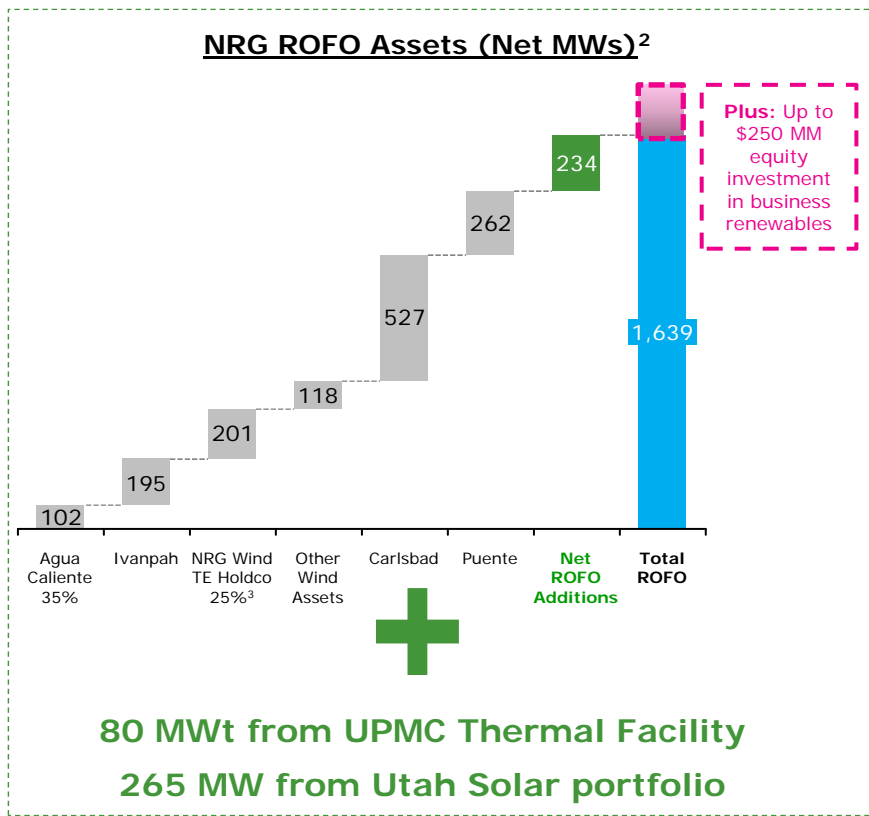 NRG ROFO Assets (Net MWs)2
Plus: Up to
$250 MM
equity
investment
in business
renewables
234
262
527
1,639
118
201
195
102
Agua
Caliente
35%
Ivanpah
NRG Wind
TE Holdco
25%3
Other
Wind
Assets
Carlsbad
Puente
Net
ROFO
Additions
Total
ROFO
80 MWt from UPMC Thermal Facility
265 MW from Utah Solar portfolio